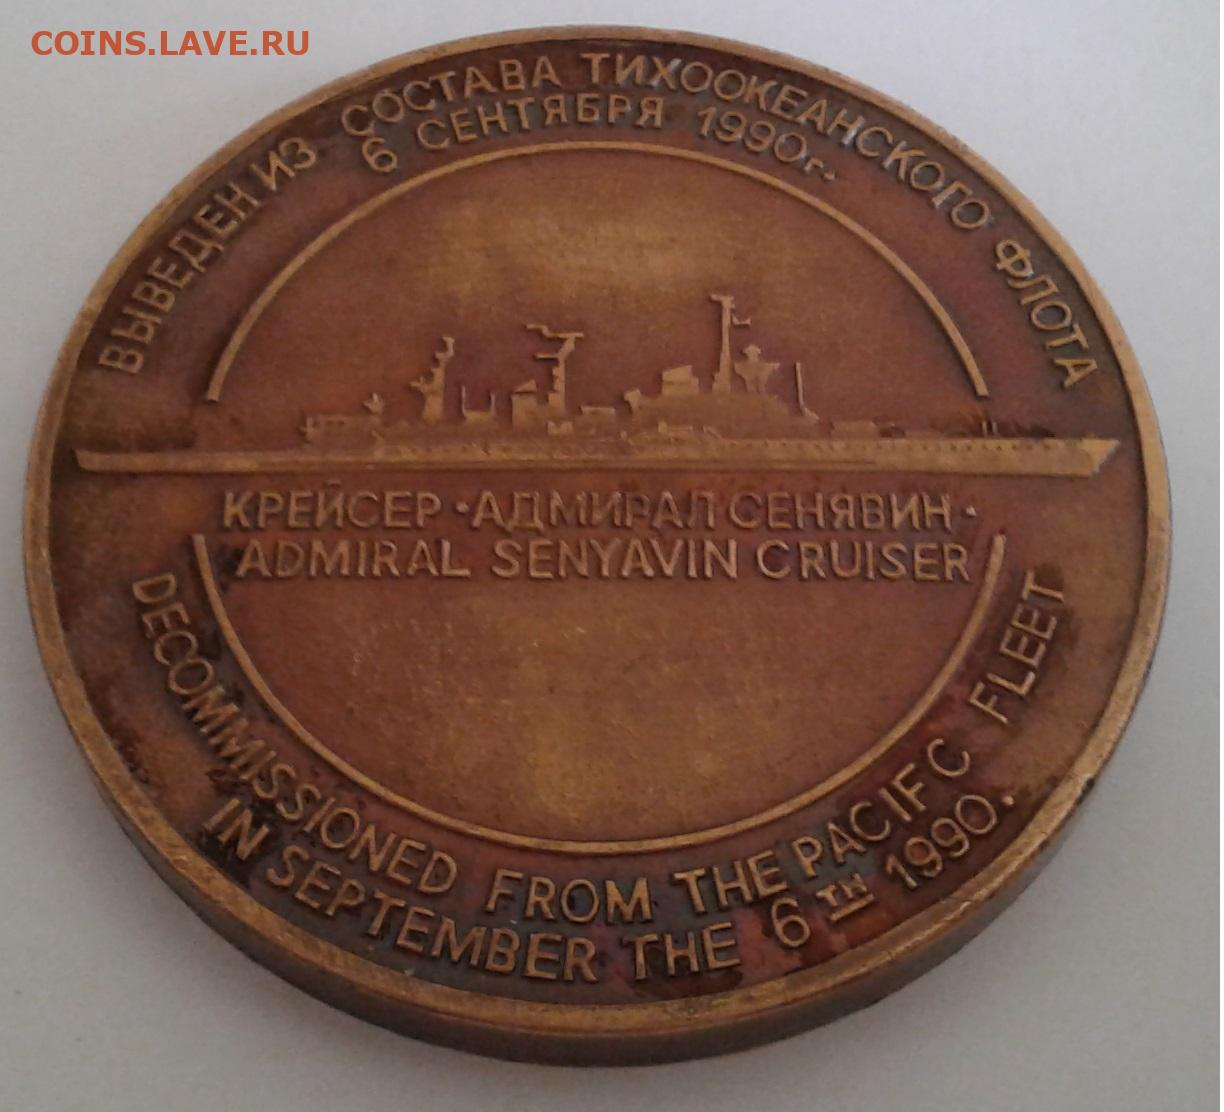 COINS.LAVE.RU
ВЫВЕДЕН ИЗ СОСТАВА ТИХООКЕАНСКОГО ФЛОТА
6 СЕНТЯБРЯ 1990г.
КРЕЙСЕР·АДМИРАЛ СЕНЯВИН·
ADMIRAL SENYAVIN CRUISER
DECOMMISSIONED FROM THE PACIFC FLEET
IN SEPTEMBER THE 6TH 1990.